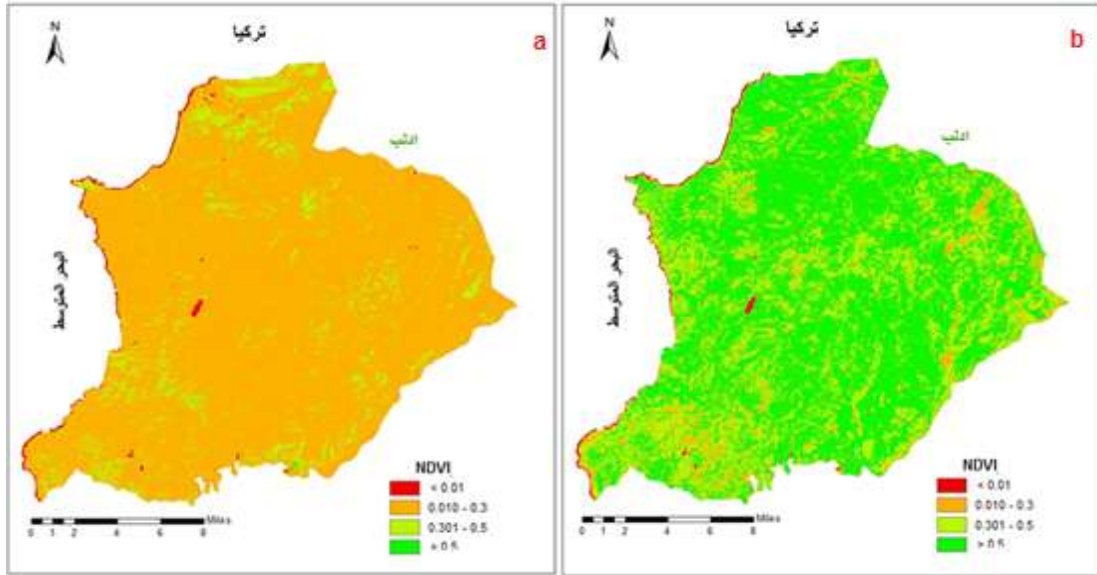 N
تركيا
a
ادلب
البحر المتوسط
NDVI
< 0.01
0.010 - 0.3
0.301 - 0.5
> 0.5
Miles
0 1 2 4 6 8
N
تركيا
b
ادلب
البحر المتوسط
NDVI
< 0.01
0.010 - 0.3
0.301 - 0.5
> 0.5
Miles
0 1 2 4 6 8